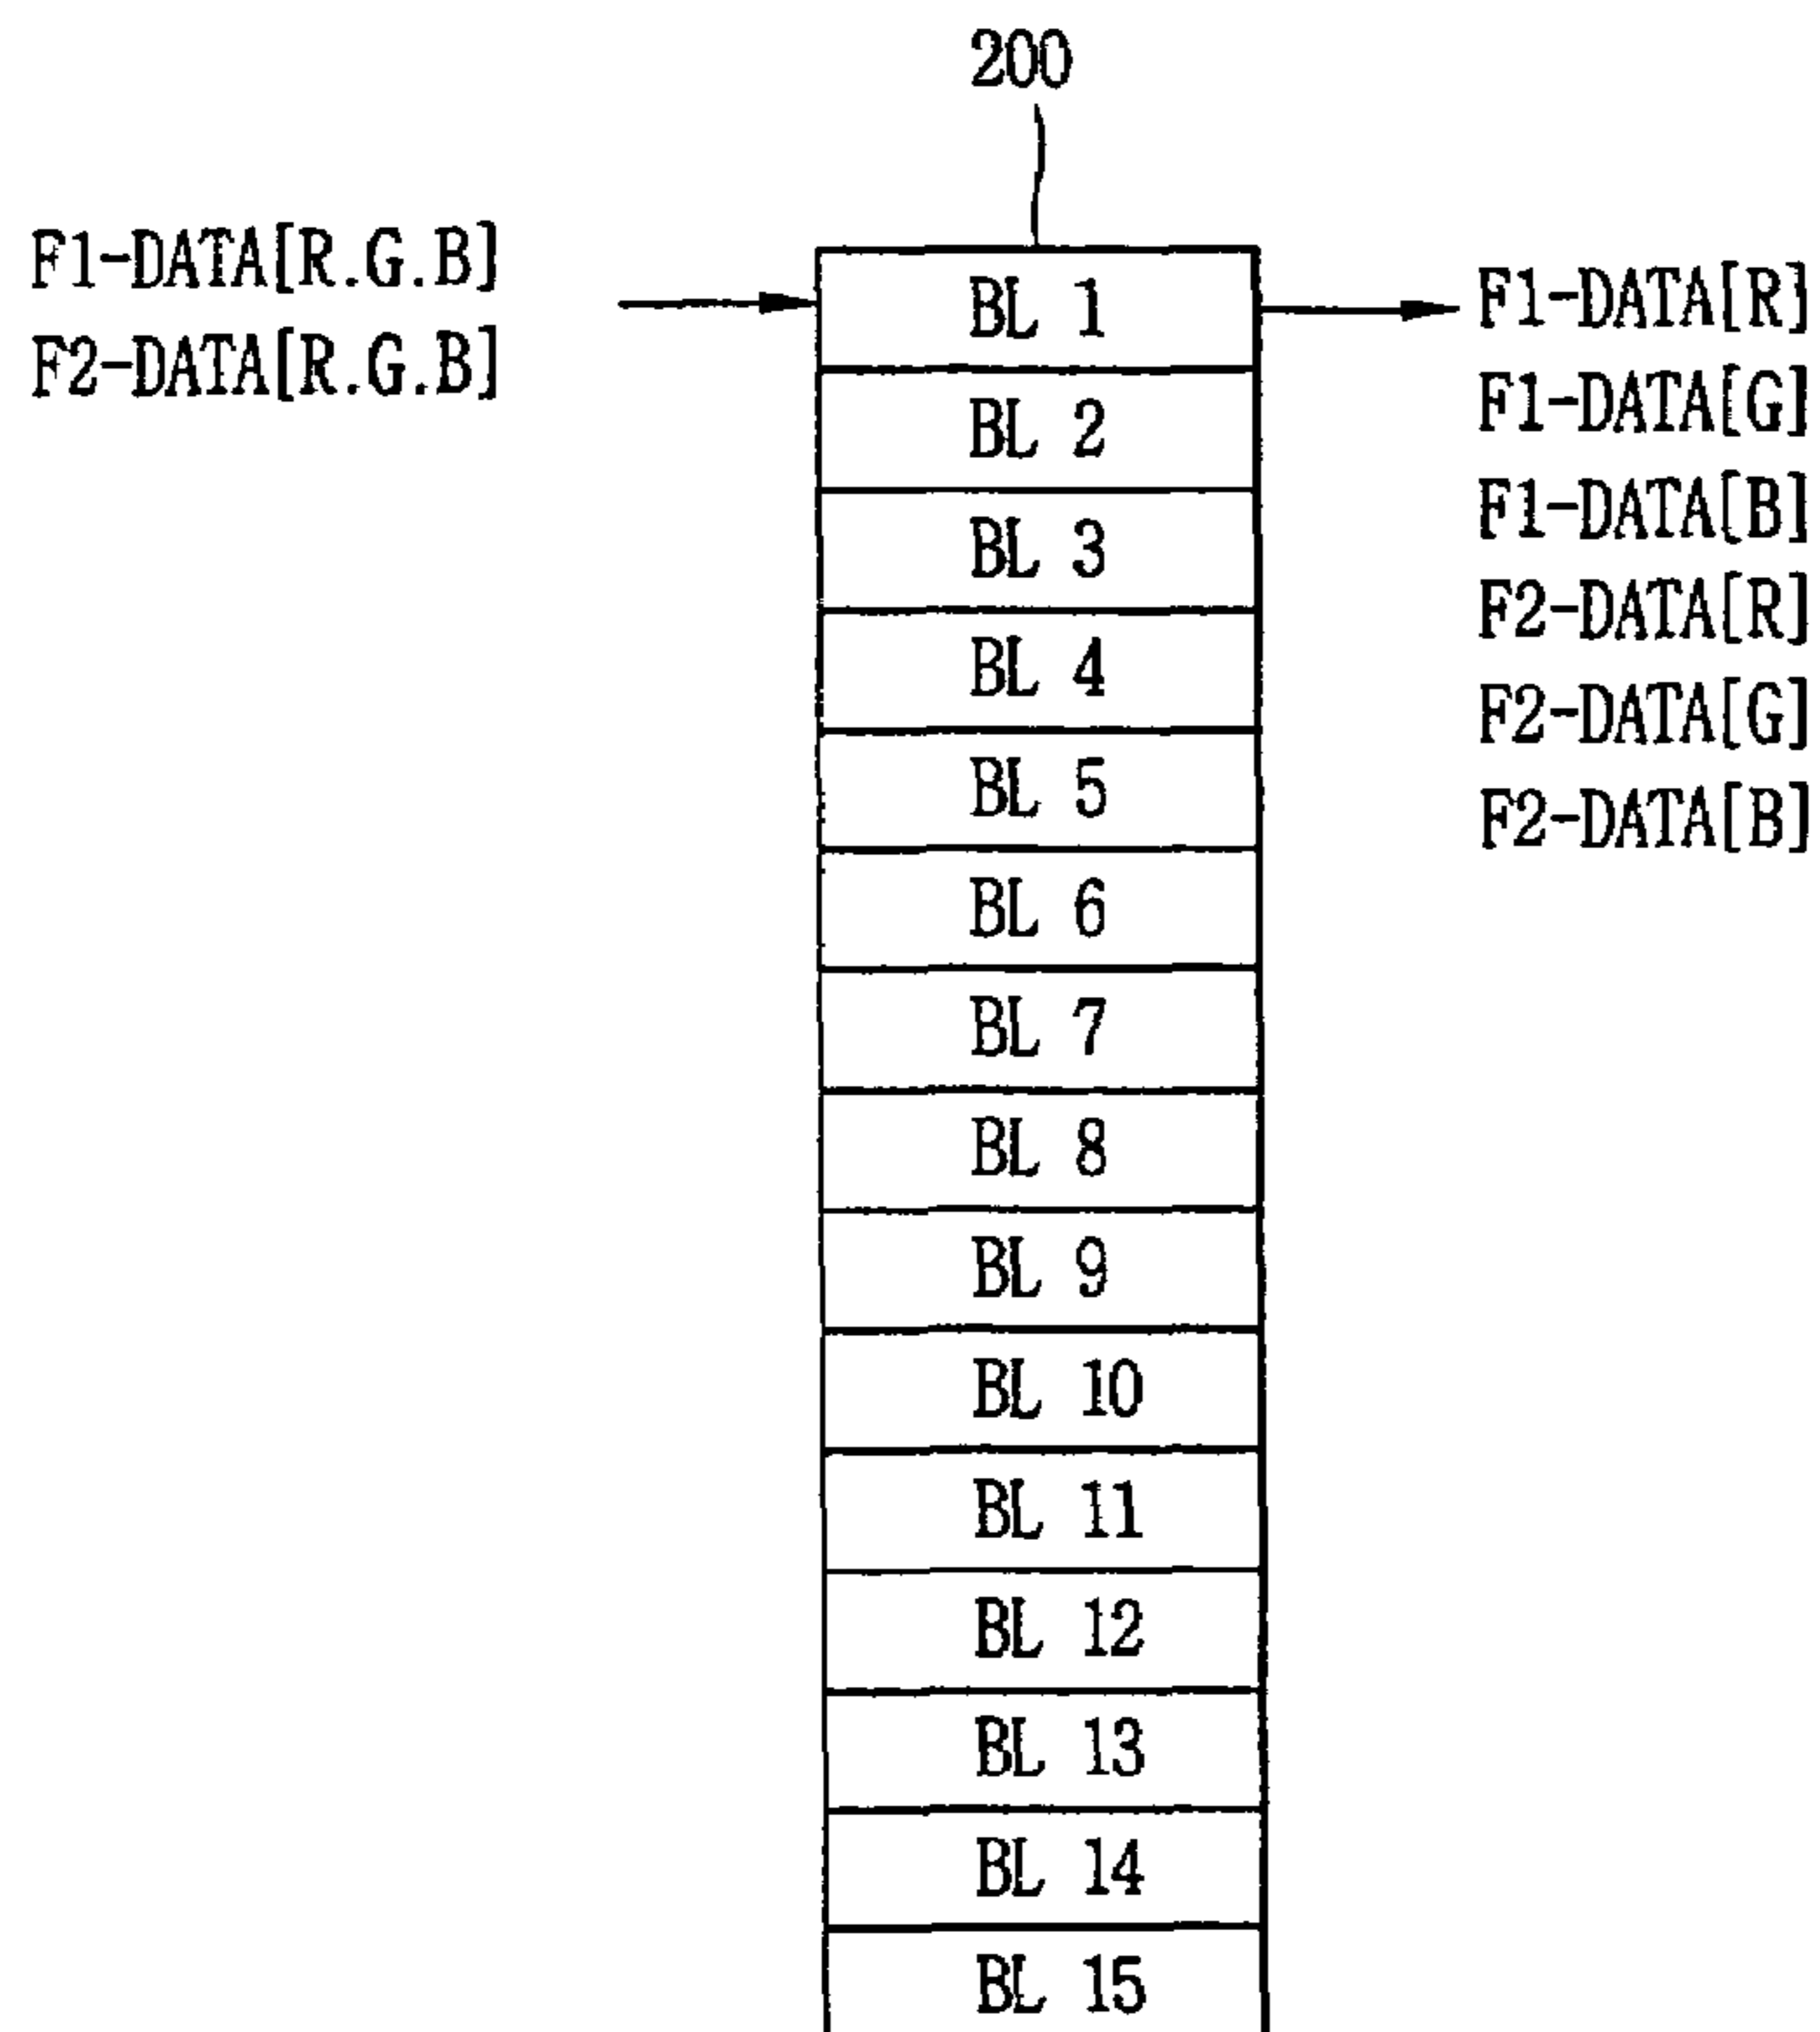 200
F1-DATA[R.G.B]
F2-DATA[R.G.B]
BL 1
BL 2
BL 3
BL 4
BL 5
BL 6
BL 7
BL 8
BL 9
BL 10
BL 11
BL 12
BL 13
BL 14
BL 15
F1-DATA[R]
F1-DATA[G]
F1-DATA[B]
F2-DATA[R]
F2-DATA[G]
F2-DATA[B]